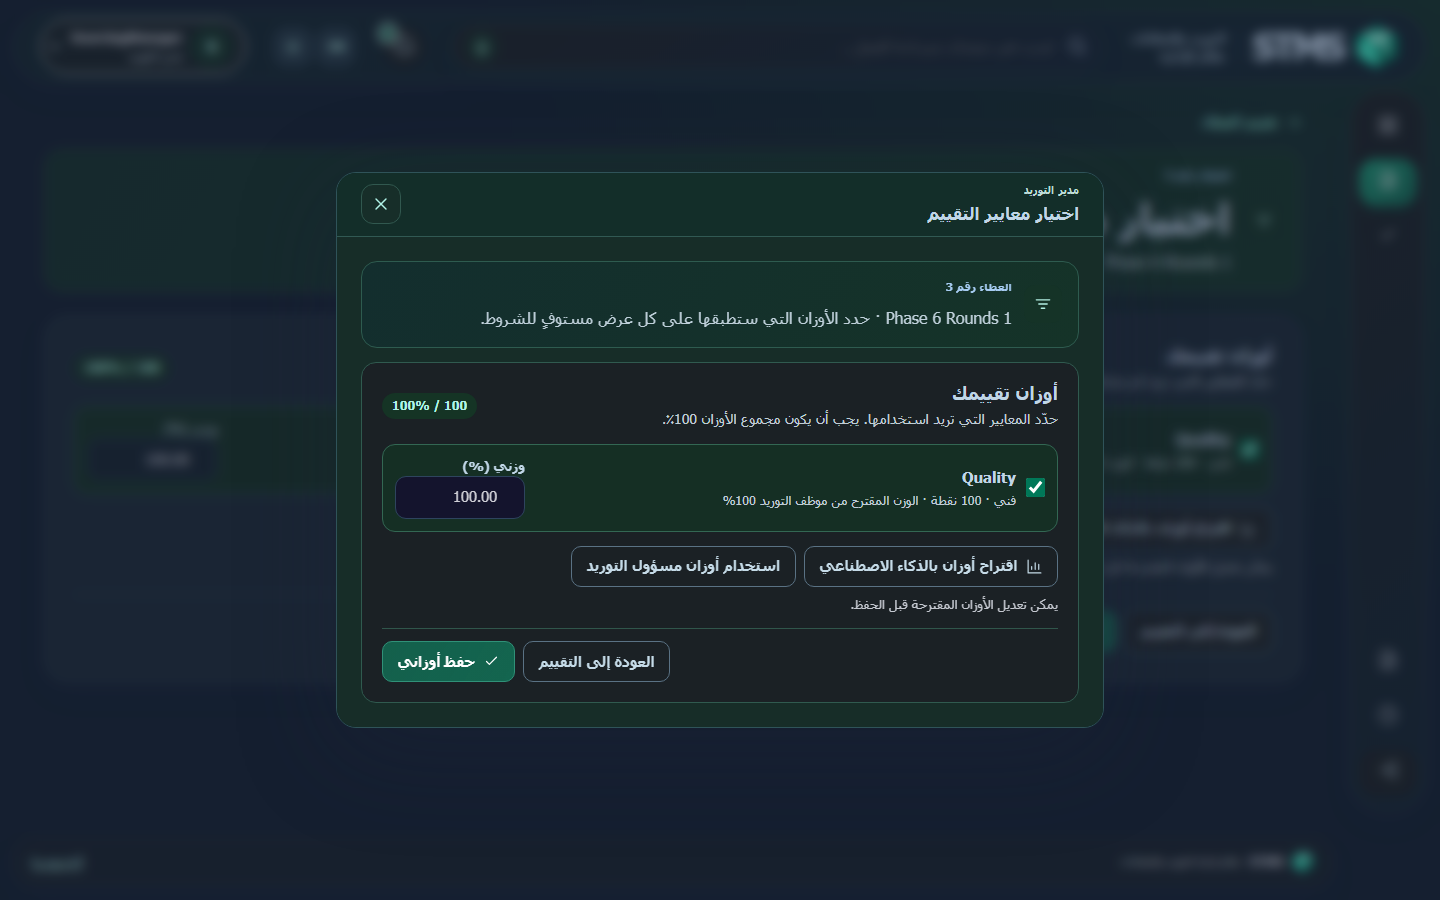 STMS
مدير التوريد
اختيار معايير التقييم
العطاء رقم 3
Phase 6 Rounds 1 · حدد الأوزان التي ستطبقها على كل عرض مستوفٍ للشروط.
أوزان تقييمك
100% / 100
حدّد المعايير التي تريد استخدامها. يجب أن يكون مجموع الأوزان 100٪.
Quality
فني · 100 نقطة · الوزن المقترح من موظف التوريد 100%
وزني (%)
100.00
اقتراح أوزان بالذكاء الاصطناعي
استخدام أوزان مسؤول التوريد
يمكن تعديل الأوزان المقترحة قبل الحفظ.
العودة إلى التقييم
حفظ أوزاني